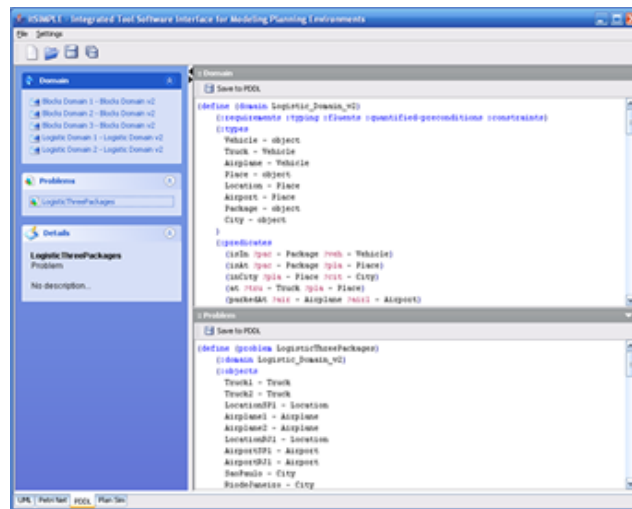 itSIMPLE - Integrated Tool Software Interface for Modeling Planning Environments
File Settings
Domain
Blocks Domain 1 - Blocks Domain v2
Blocks Domain 2 - Blocks Domain v2
Blocks Domain 3 - Blocks Domain v2
Logistic Domain 1 - Logistic Domain v2
Logistic Domain 2 - Logistic Domain v2
Problems
LogisticThreePackages
Details
LogisticThreePackages
Problem
No description...
:: Domain
Save to PDDL
(define (domain Logistic_Domain_v2)
(:requirements :typing :fluents :quantified-preconditions :constraints)
(:types
Vehicle - object
Truck - Vehicle
Airplane - Vehicle
Place - object
Location - Place
Airport - Place
Package - object
City - object
)
(:predicates
(isIn ?pac - Package ?veh - Vehicle)
(isAt ?pac - Package ?pla - Place)
(inCity ?pla - Place ?cit - City)
(at ?tru - Truck ?pla - Place)
(parkedAt ?air - Airplane ?air1 - Airport)
:: Problem
Save to PDDL
(define (problem LogisticThreePackages)
(:domain Logistic_Domain_v2)
(:objects
Truck1 - Truck
Truck2 - Truck
LocationSP1 - Location
Airplane1 - Airplane
Airplane2 - Airplane
LocationRJ1 - Location
AirportSP1 - Airport
AirportRJ1 - Airport
SaoPaulo - City
RiodeJaneiro - City
UML Petri Net PDDL Plan Sim